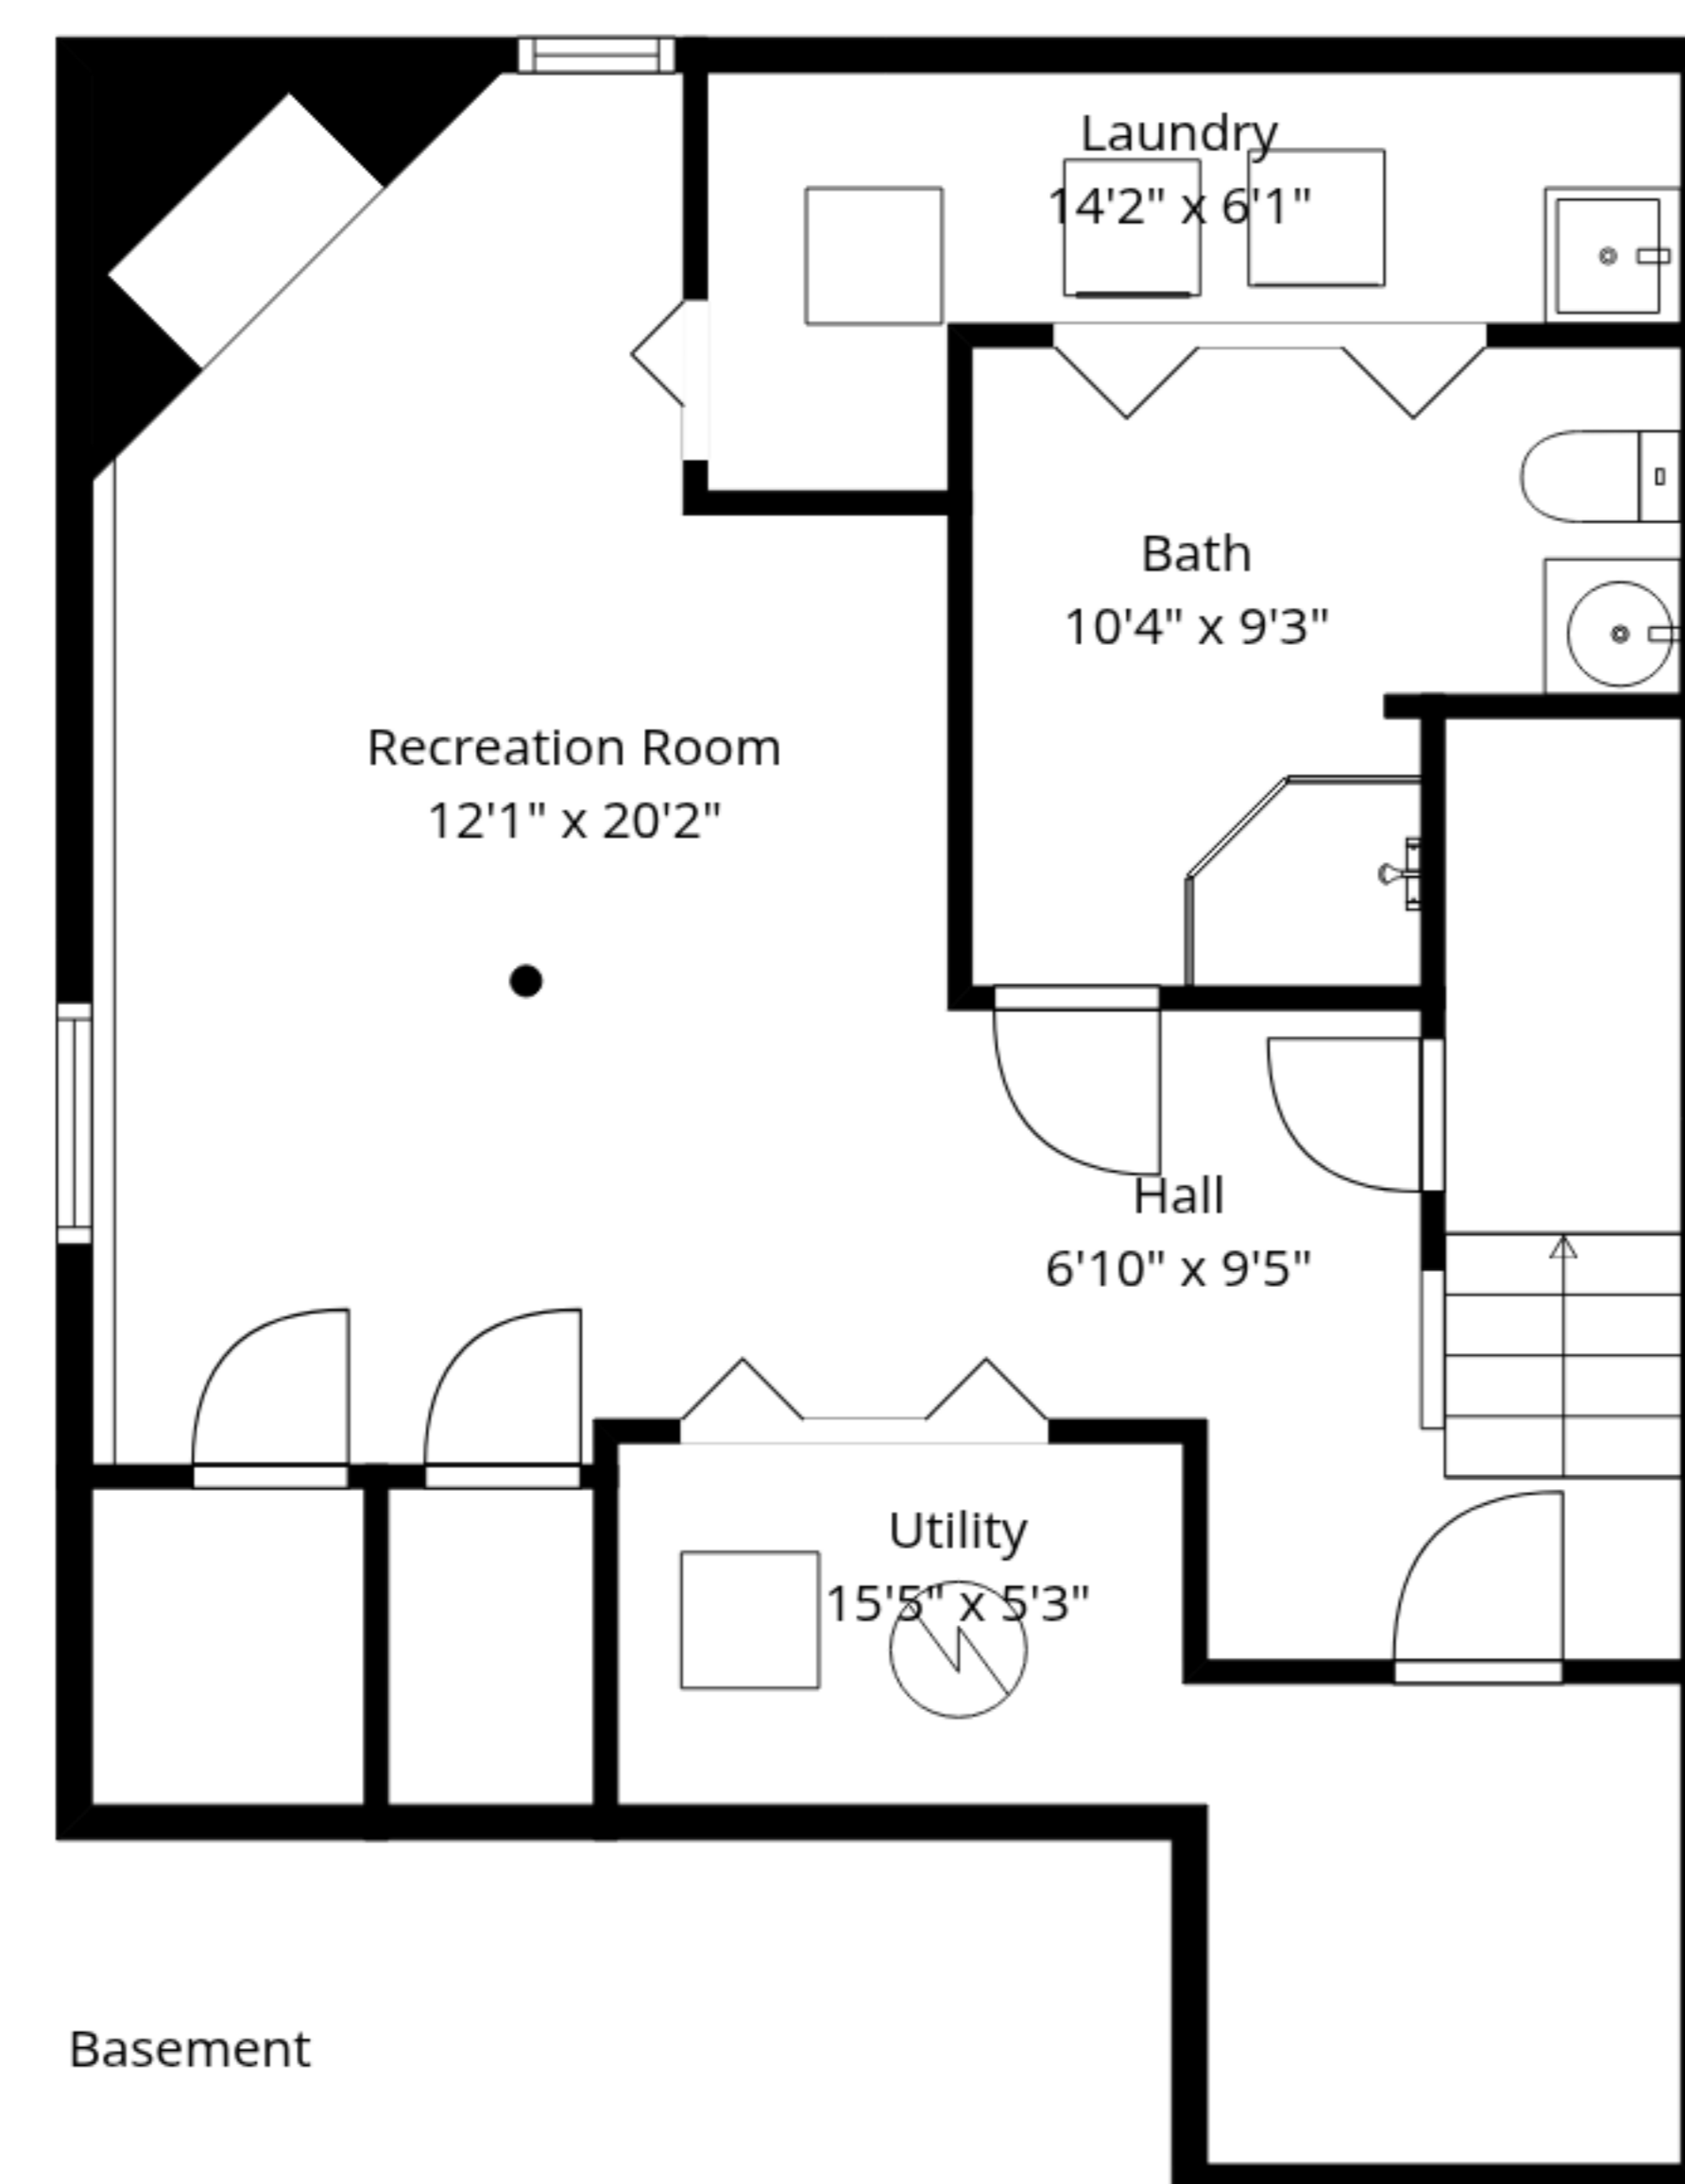 Laundry
14'2" x 6'1"
Bath
10'4" x 9'3"
Recreation Room
12'1" x 20'2"
Hall
6'10" x 9'5"
Utility
15'5" x 5'3"
Basement